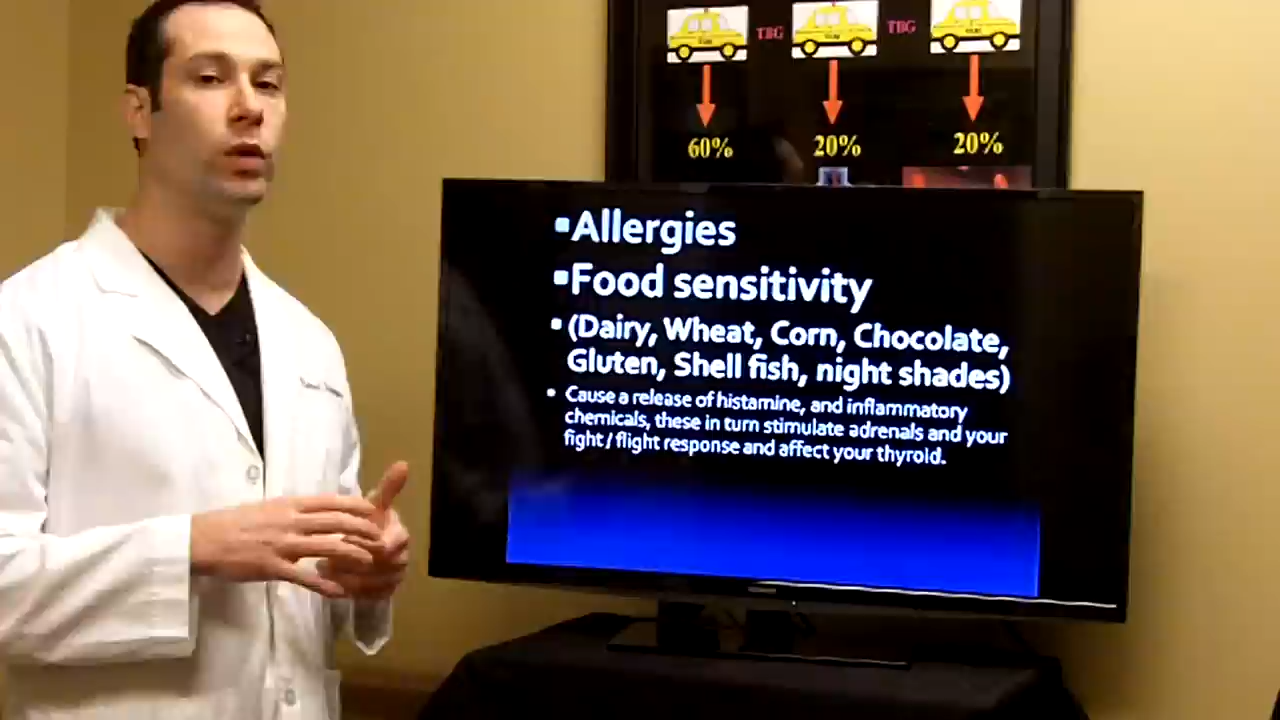 TBG TBG
60% 20% 20%
▪Allergies
▪Food sensitivity
▪(Dairy, Wheat, Corn, Chocolate,
Gluten, Shell fish, night shades)
• Cause a release of histamine, and inflammatory
chemicals, these in turn stimulate adrenals and your
fight / flight response and affect your thyroid.